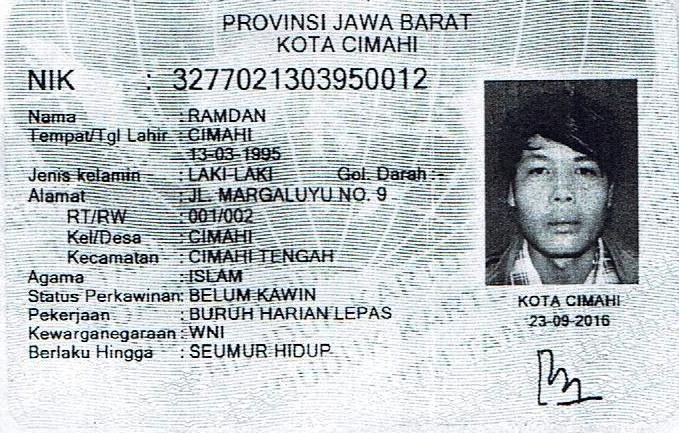 PROVINSI JAWA BARAT
KOTA CIMAHI
NIK : 3277021303950012
Nama : RAMDAN
Tempat/Tgl Lahir : CIMAHI
13-03-1995
Jenis kelamin : LAKI-LAKI Gol. Darah :-
Alamat : JL. MARGALUYU NO. 9
RT/RW : 001/002
Kel/Desa : CIMAHI
Kecamatan : CIMAHI TENGAH
Agama : ISLAM
Status Perkawinan: BELUM KAWIN
Pekerjaan : BURUH HARIAN LEPAS
Kewarganegaraan: WNI
Berlaku Hingga : SEUMUR HIDUP
KOTA CIMAHI
23-09-2016